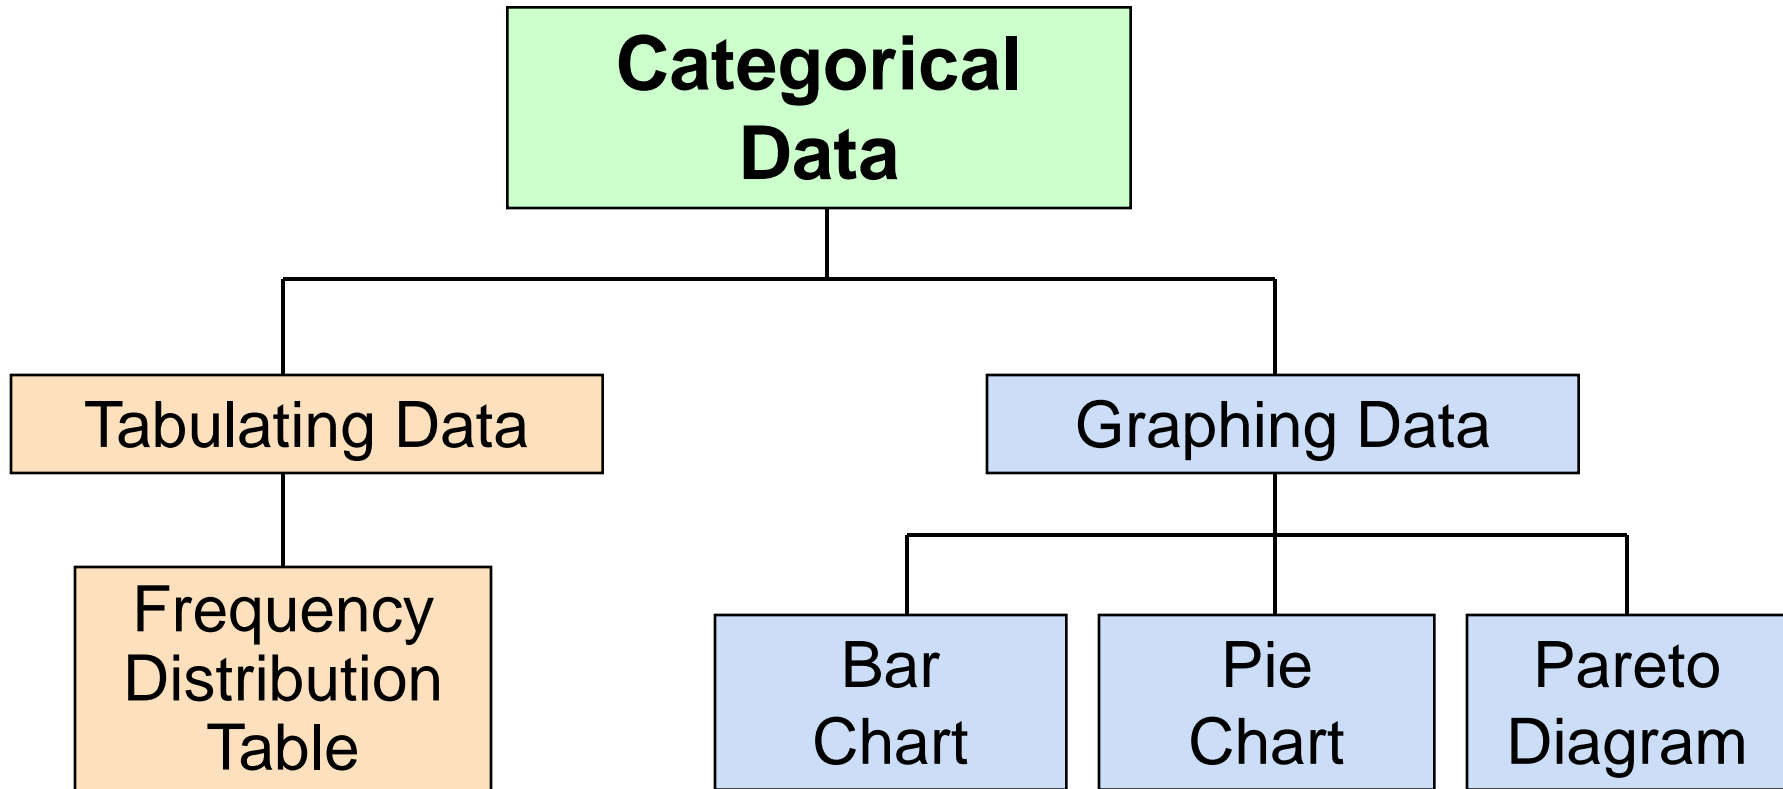 Categorical
Data
Tabulating Data
Graphing Data
Frequency
Distribution
Table
Bar
Chart
Pie
Chart
Pareto
Diagram